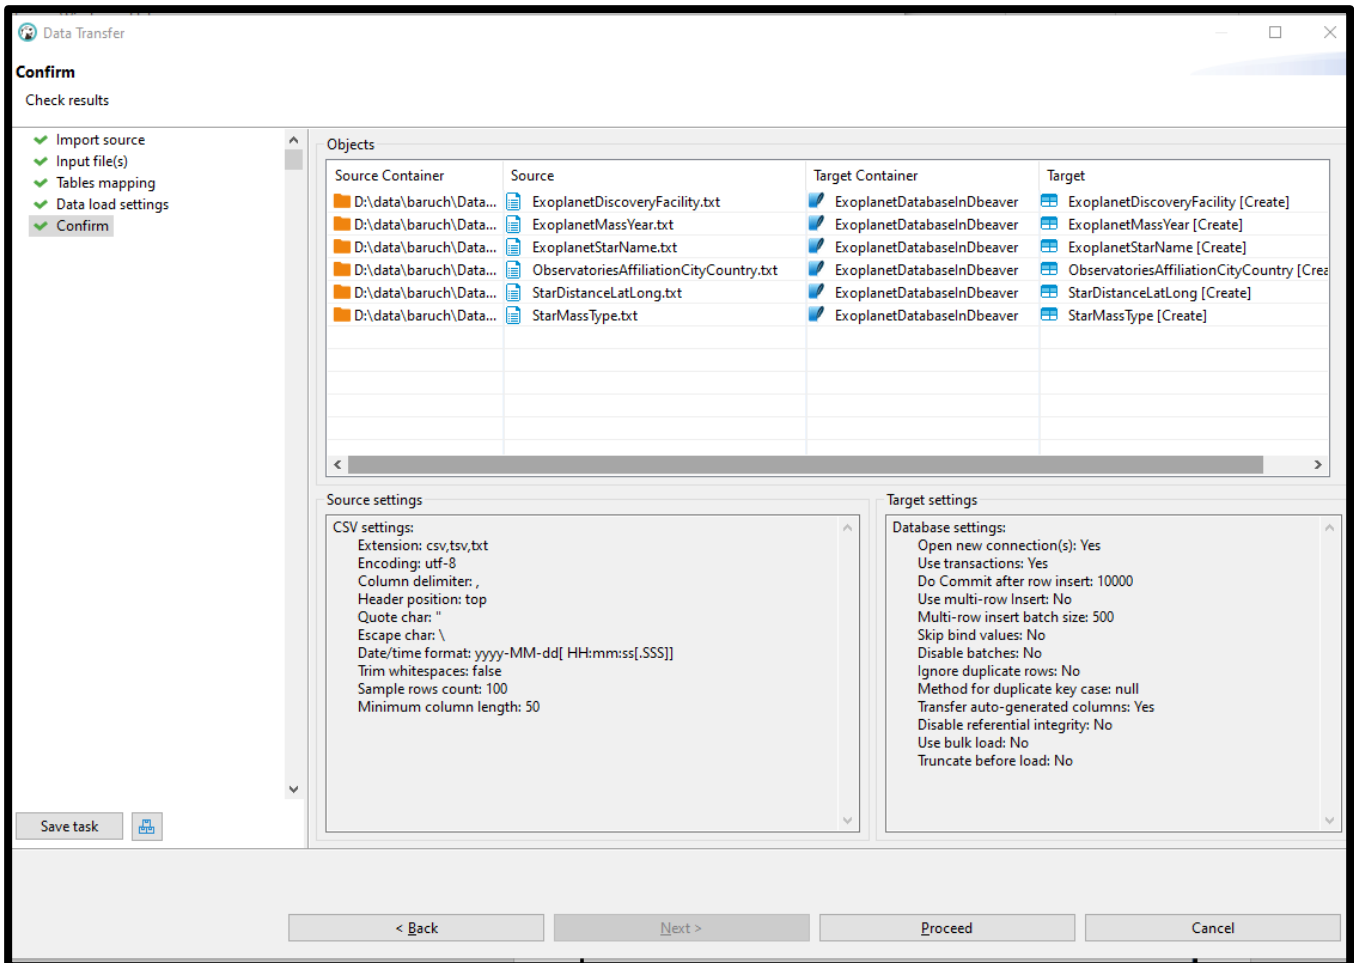 Data Transfer
Confirm
Check results
Import source
Input file(s)
Tables mapping
Data load settings
Confirm
Save task
Objects
Source Container Source Target Container Target
D:\data\baruch\Data... ExoplanetDiscoveryFacility.txt ExoplanetDatabaseInDbeaver ExoplanetDiscoveryFacility [Create]
D:\data\baruch\Data... ExoplanetMassYear.txt ExoplanetDatabaseInDbeaver ExoplanetMassYear [Create]
D:\data\baruch\Data... ExoplanetStarName.txt ExoplanetDatabaseInDbeaver ExoplanetStarName [Create]
D:\data\baruch\Data... ObservatoriesAffiliationCityCountry.txt ExoplanetDatabaseInDbeaver ObservatoriesAffiliationCityCountry [Crea
D:\data\baruch\Data... StarDistanceLatLong.txt ExoplanetDatabaseInDbeaver StarDistanceLatLong [Create]
D:\data\baruch\Data... StarMassType.txt ExoplanetDatabaseInDbeaver StarMassType [Create]
Source settings
CSV settings:
Extension: csv,tsv,txt
Encoding: utf-8
Column delimiter: ,
Header position: top
Quote char: "
Escape char: \
Date/time format: yyyy-MM-dd[ HH:mm:ss[.SSS]]
Trim whitespaces: false
Sample rows count: 100
Minimum column length: 50
Target settings
Database settings:
Open new connection(s): Yes
Use transactions: Yes
Do Commit after row insert: 10000
Use multi-row Insert: No
Multi-row insert batch size: 500
Skip bind values: No
Disable batches: No
Ignore duplicate rows: No
Method for duplicate key case: null
Transfer auto-generated columns: Yes
Disable referential integrity: No
Use bulk load: No
Truncate before load: No
< Back Next > Proceed Cancel